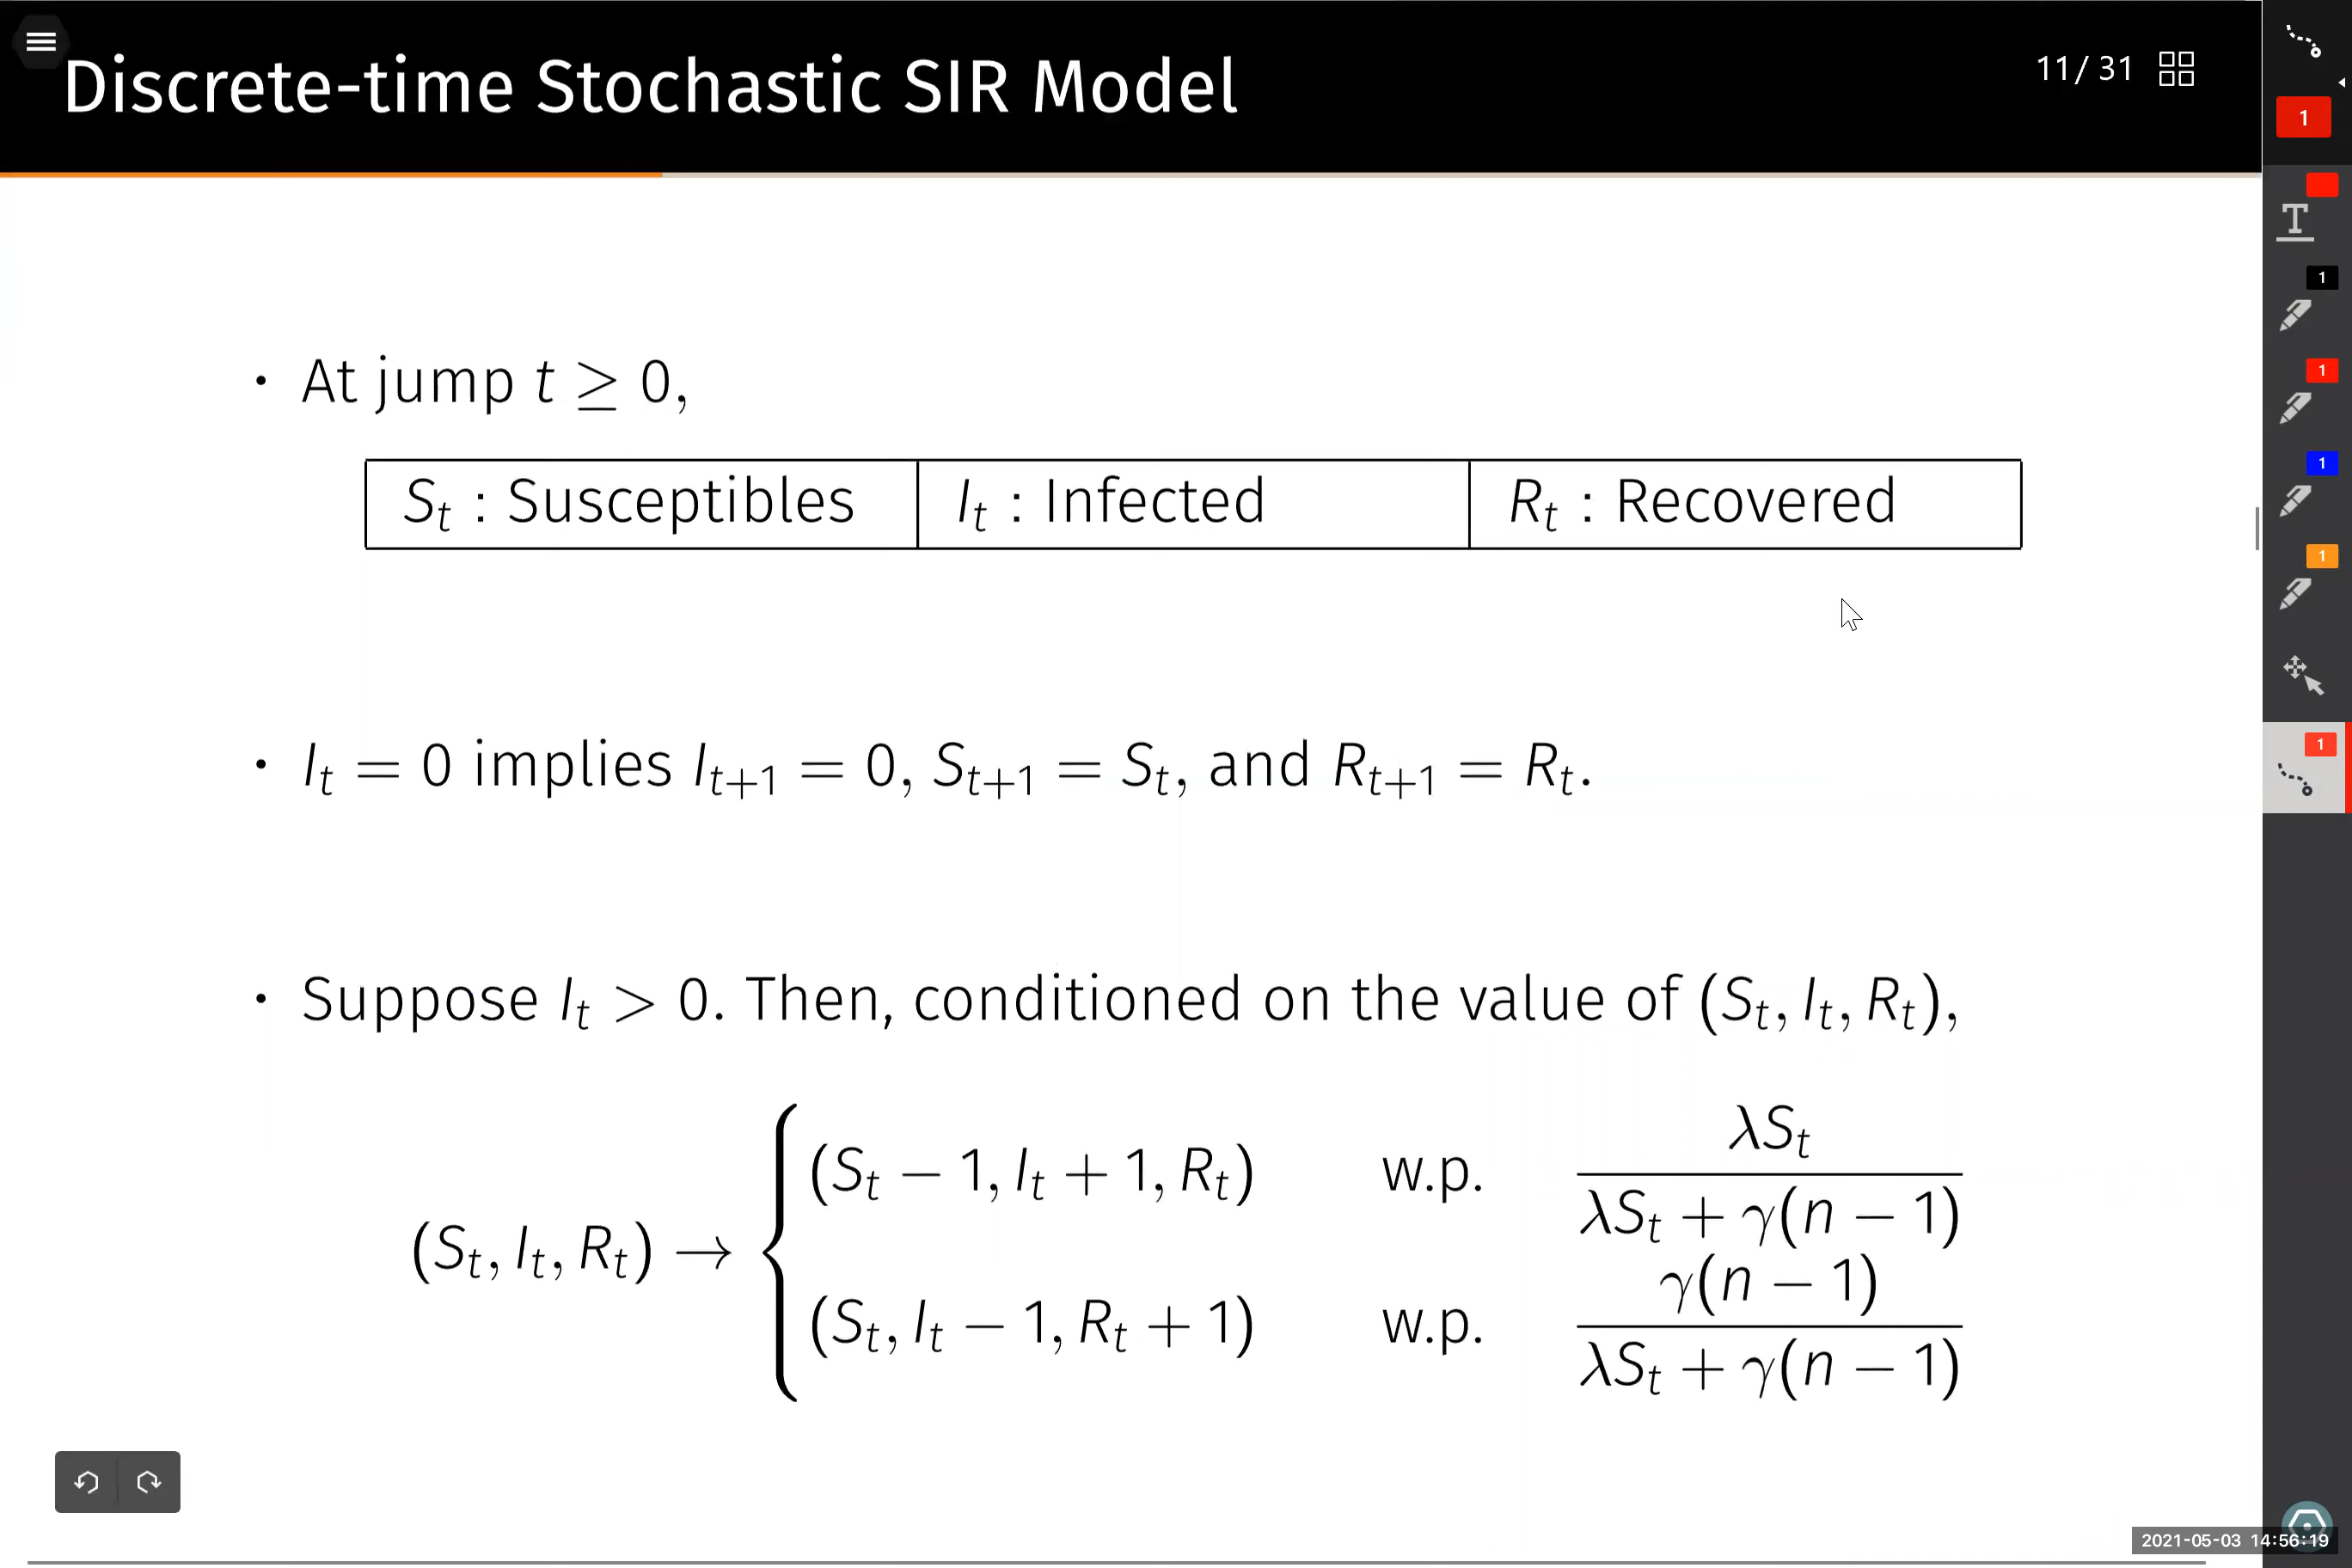 Discrete-time Stochastic SIR Model
11/ 31
1
T
1
1
1
1
1
• At jump t ≥ 0,
S_t : Susceptibles I_t : Infected R_t : Recovered
• I_t = 0 implies I_{t+1} = 0, S_{t+1} = S_t, and R_{t+1} = R_t.
• Suppose I_t > 0. Then, conditioned on the value of (S_t, I_t, R_t),
(S_t, I_t, R_t) → { (S_t − 1, I_t + 1, R_t) w.p. λS_t / (λS_t + γ(n − 1))
(S_t, I_t − 1, R_t + 1) w.p. γ(n − 1) / (λS_t + γ(n − 1))
2021-05-03 14:56:19